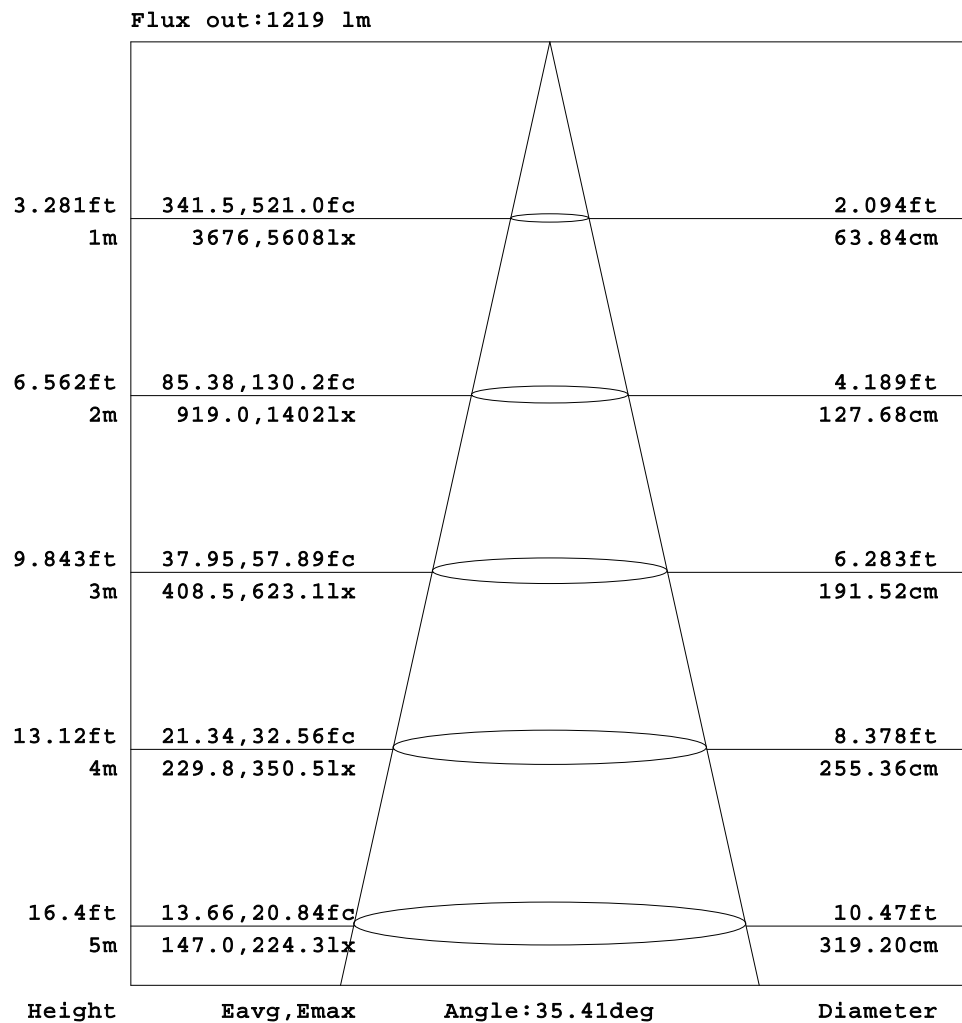 Flux out:1219 lm
3.281ft 341.5,521.0fc 2.094ft
1m 3676,5608lx 63.84cm
6.562ft 85.38,130.2fc 4.189ft
2m 919.0,1402lx 127.68cm
9.843ft 37.95,57.89fc 6.283ft
3m 408.5,623.1lx 191.52cm
13.12ft 21.34,32.56fc 8.378ft
4m 229.8,350.5lx 255.36cm
16.4ft 13.66,20.84fc 10.47ft
5m 147.0,224.3lx 319.20cm
Height Eavg,Emax Angle:35.41deg Diameter